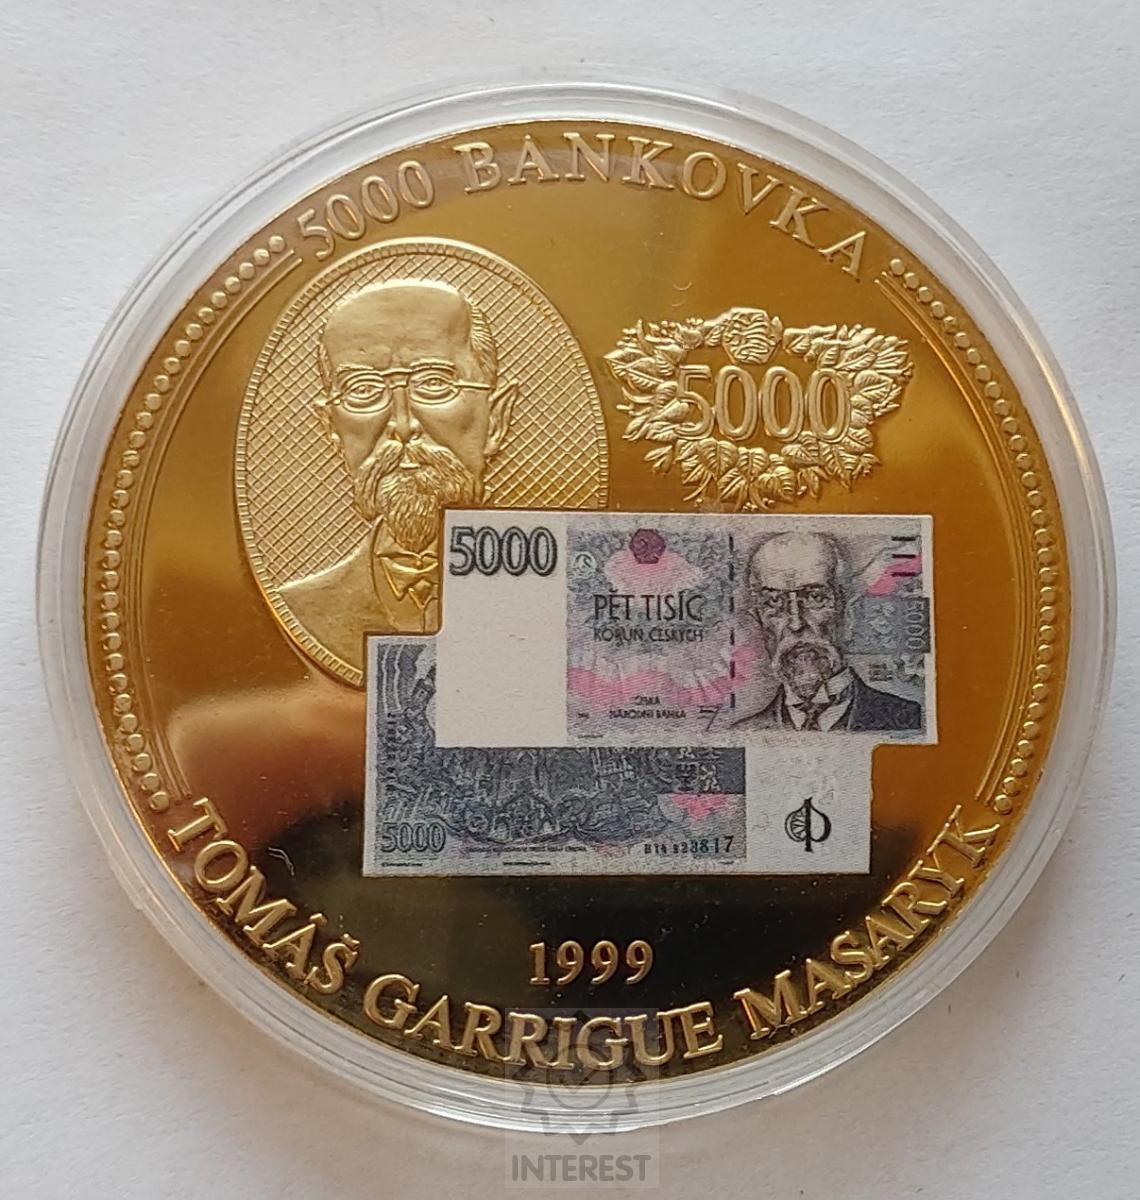 5000 BANKOVKA
5000
5000
PĚT TISÍC
KORUN ČESKÝCH
ČESKÁ
NÁRODNÍ BANKA
5000
5000
1999
TOMÁŠ GARRIGUE MASARYK
INTEREST